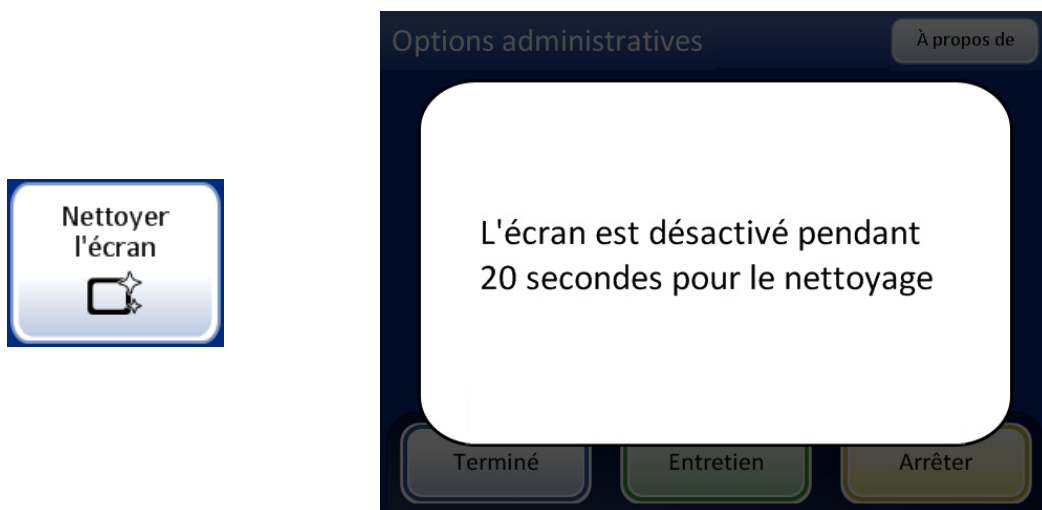 Nettoyer
l'écran
Options administratives
À propos de
L'écran est désactivé pendant
20 secondes pour le nettoyage
Terminé
Entretien
Arrêter